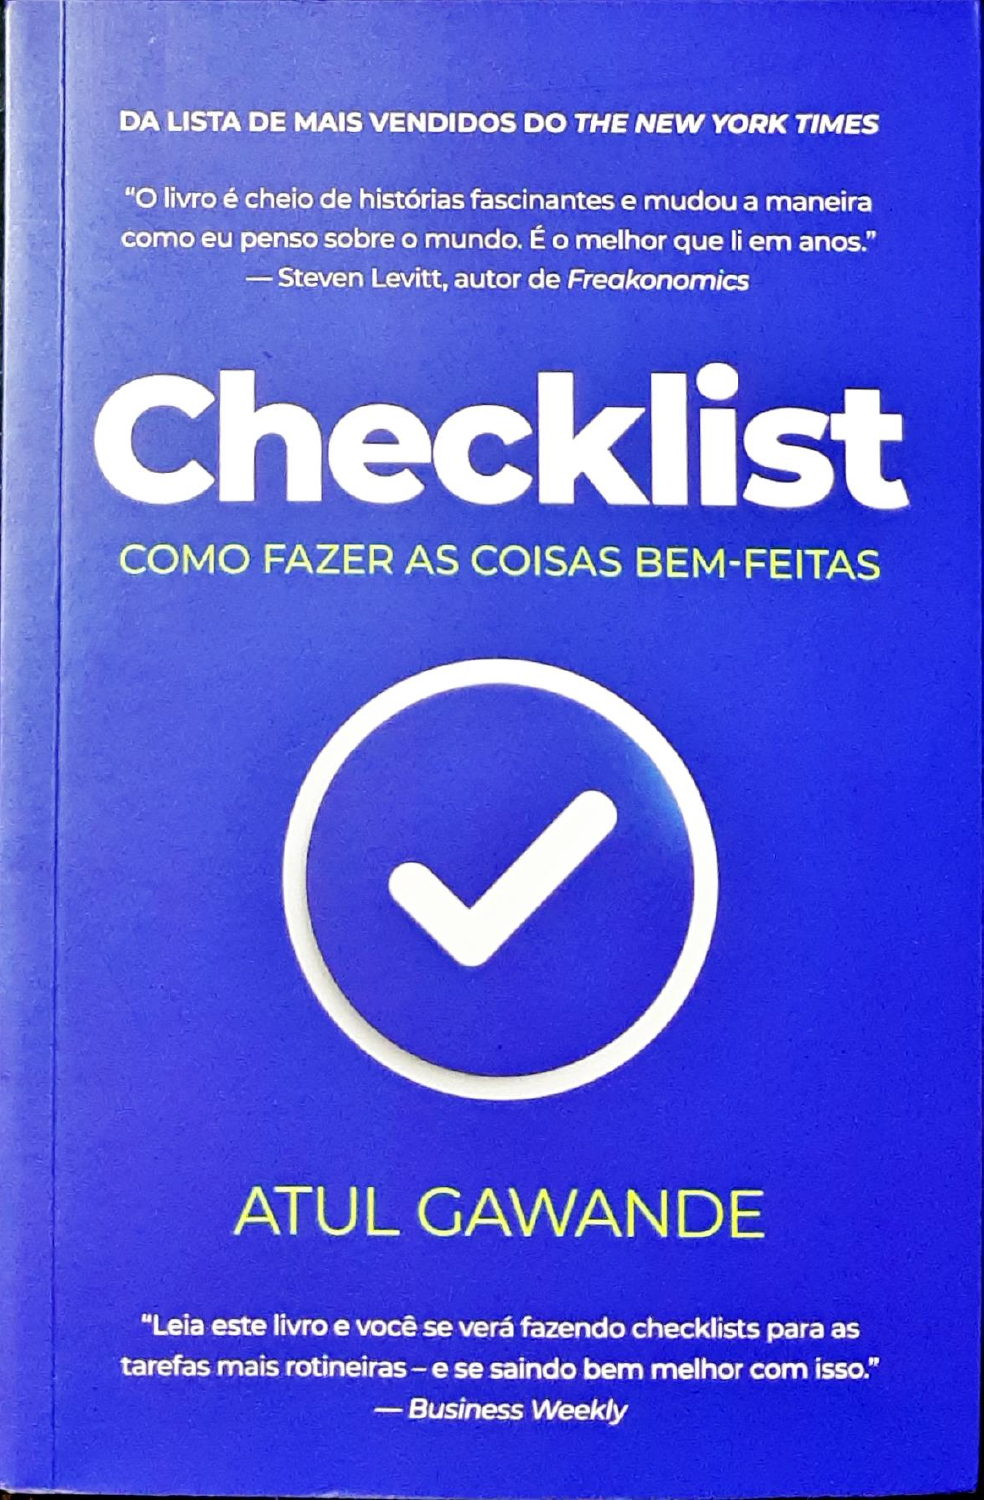 DA LISTA DE MAIS VENDIDOS DO THE NEW YORK TIMES
“O livro é cheio de histórias fascinantes e mudou a maneira
como eu penso sobre o mundo. É o melhor que li em anos.”
— Steven Levitt, autor de Freakonomics
Checklist
COMO FAZER AS COISAS BEM-FEITAS
ATUL GAWANDE
“Leia este livro e você se verá fazendo checklists para as
tarefas mais rotineiras – e se saindo bem melhor com isso.”
— Business Weekly